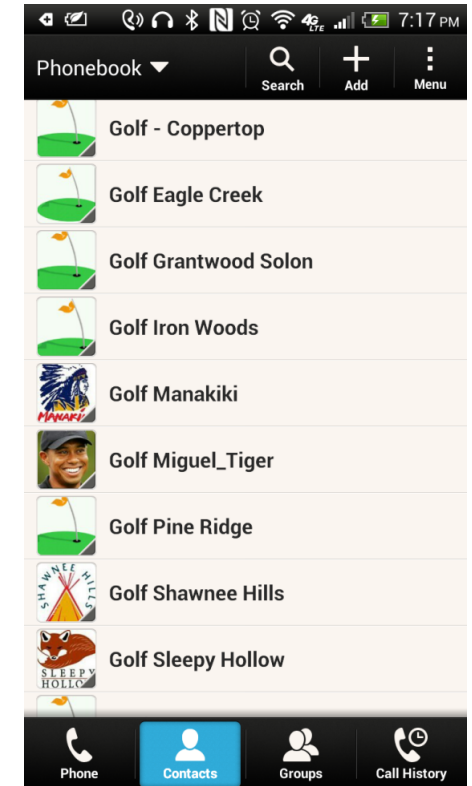 4G
LTE
7:17 PM
Phonebook
Search
Add
Menu
Golf - Coppertop
Golf Eagle Creek
Golf Grantwood Solon
Golf Iron Woods
MANAKIKI
Golf Manakiki
Golf Miguel_Tiger
Golf Pine Ridge
SHAWNEE HILLS
Golf Shawnee Hills
SLEEPY
HOLLOW
Golf Sleepy Hollow
Phone
Contacts
Groups
Call History